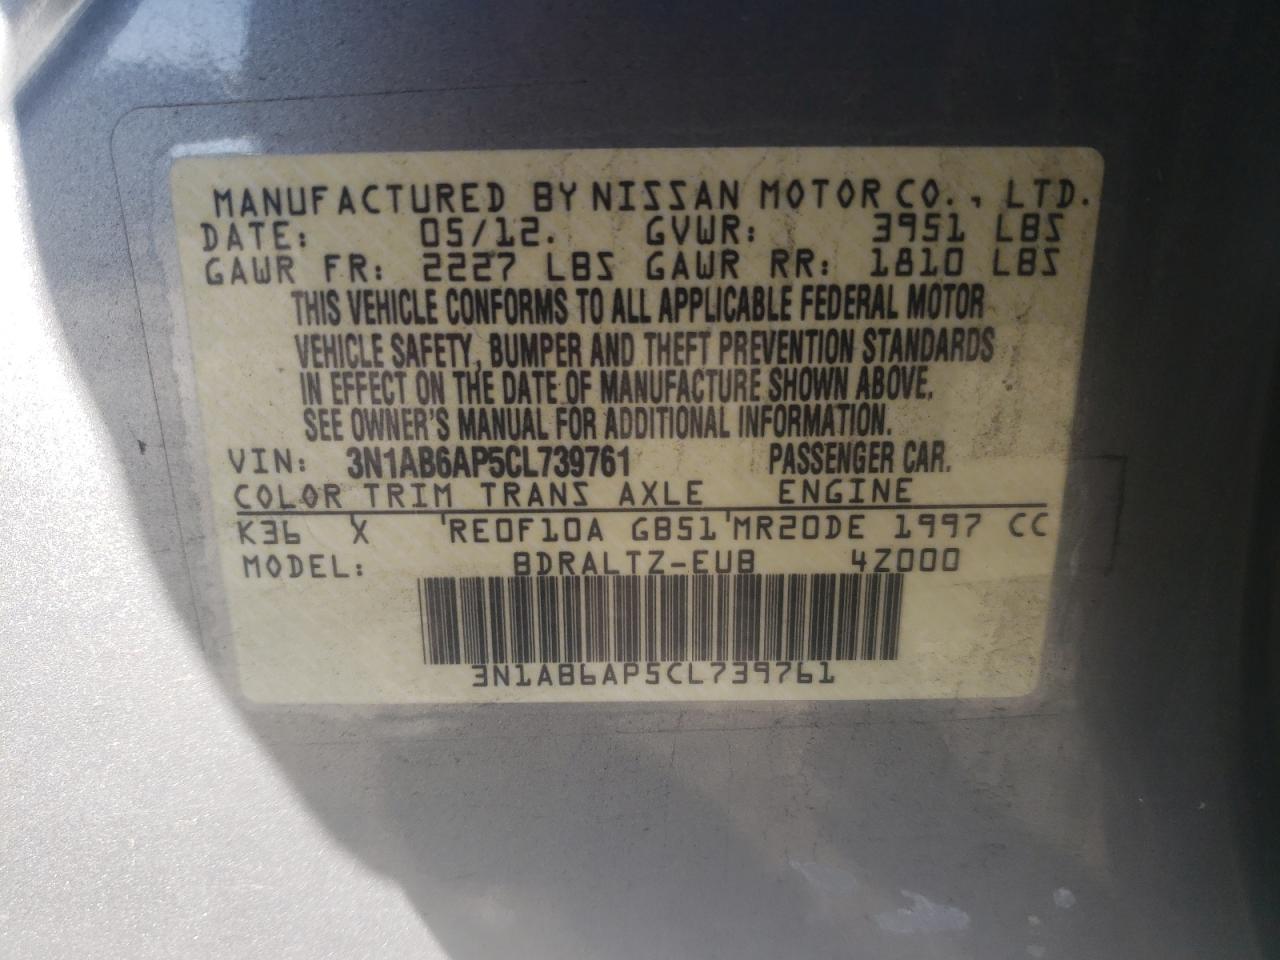 MANUFACTURED BY NISSAN MOTOR CO., LTD.
DATE: 05/12. GVWR: 3951 LBS
GAWR FR: 2227 LBS GAWR RR: 1810 LBS
THIS VEHICLE CONFORMS TO ALL APPLICABLE FEDERAL MOTOR
VEHICLE SAFETY, BUMPER AND THEFT PREVENTION STANDARDS
IN EFFECT ON THE DATE OF MANUFACTURE SHOWN ABOVE.
SEE OWNER'S MANUAL FOR ADDITIONAL INFORMATION.
VIN: 3N1AB6AP5CL739761 PASSENGER CAR.
COLOR TRIM TRANS AXLE ENGINE
K36 X RE0F10A GB51 MR20DE 1997 CC
MODEL: BDRALTZ-EUB 4Z000
3N1AB6AP5CL739761